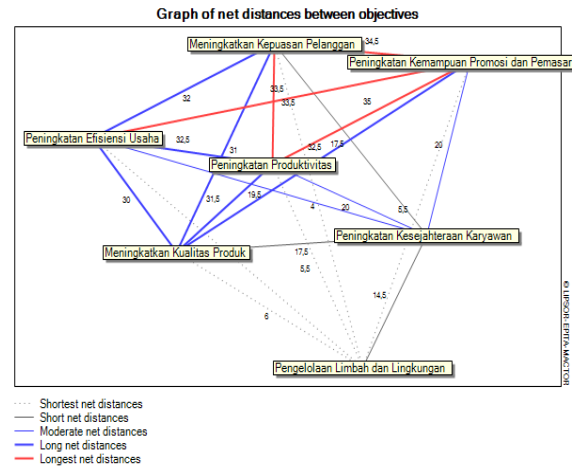 Graph of net distances between objectives
34,5
Meningkatkan Kepuasan Pelanggan
Peningkatan Kemampuan Promosi dan Pemasar
33,5
32
33,5
35
Peningkatan Efisiensi Usaha
32,5
31
32,5
17,5
20
Peningkatan Produktivitas
30
31,5
19,5
4
20
5,5
Peningkatan Kesejahteraan Karyawan
Meningkatkan Kualitas Produk
17,5
5,5
14,5
6
Pengelolaan Limbah dan Lingkungan
© LIPSOR-EPITA-MACTOR
Shortest net distances
Short net distances
Moderate net distances
Long net distances
Longest net distances